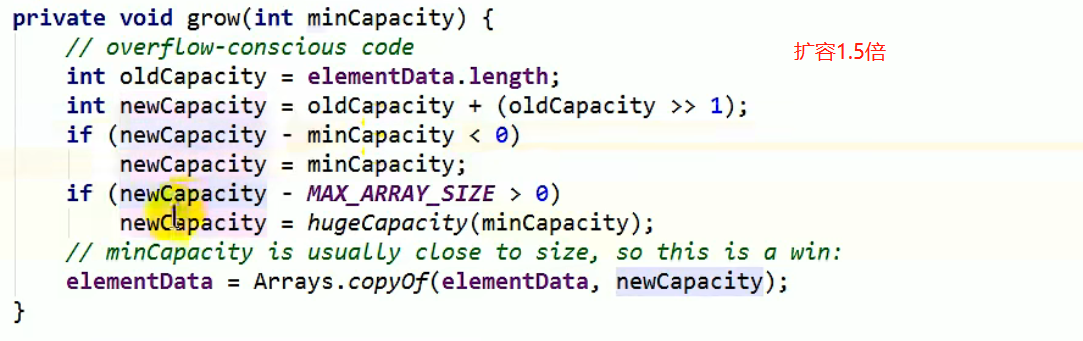 private void grow(int minCapacity) {
// overflow-conscious code
扩容1.5倍
int oldCapacity = elementData.length;
int newCapacity = oldCapacity + (oldCapacity >> 1);
if (newCapacity - minCapacity < 0)
newCapacity = minCapacity;
if (newCapacity - MAX_ARRAY_SIZE > 0)
newCapacity = hugeCapacity(minCapacity);
// minCapacity is usually close to size, so this is a win:
elementData = Arrays.copyOf(elementData, newCapacity);
}